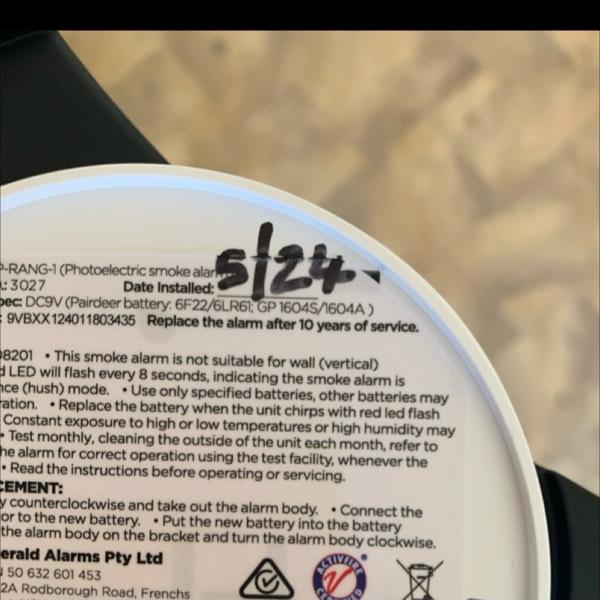 P-RANG-1 (Photoelectric smoke alar
5/24
.: 3027 Date Installed:
pec: DC9V (Pairdeer battery: 6F22/6LR61; GP 1604S/1604A )
: 9VBXX124011803435 Replace the alarm after 10 years of service.
8201 • This smoke alarm is not suitable for wall (vertical)
d LED will flash every 8 seconds, indicating the smoke alarm is
nce (hush) mode. • Use only specified batteries, other batteries may
ration. • Replace the battery when the unit chirps with red led flash
Constant exposure to high or low temperatures or high humidity may
• Test monthly, cleaning the outside of the unit each month, refer to
he alarm for correct operation using the test facility, whenever the
• Read the instructions before operating or servicing.
CEMENT:
y counterclockwise and take out the alarm body. • Connect the
or to the new battery. • Put the new battery into the battery
the alarm body on the bracket and turn the alarm body clockwise.
erald Alarms Pty Ltd
50 632 601 453
2A Rodborough Road, Frenchs
ACTIVFIRE
CERTIFIED